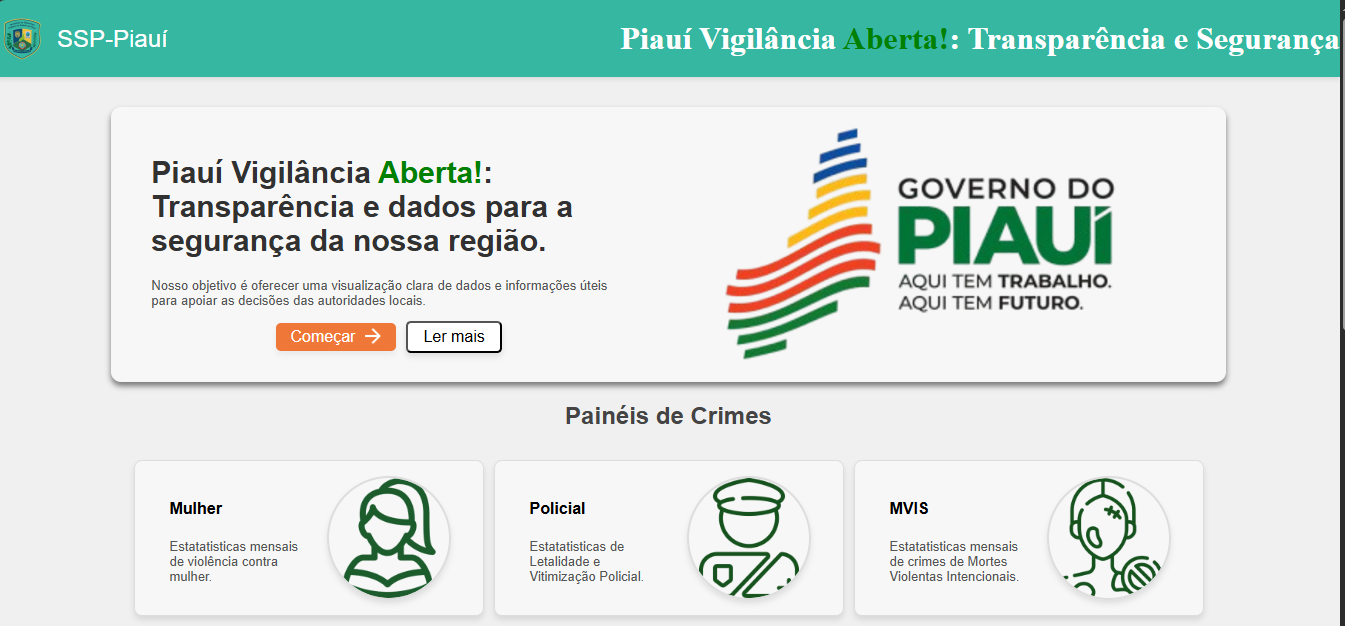 SSP-Piauí
Piauí Vigilância Aberta!: Transparência e Segurança
Piauí Vigilância Aberta!:
Transparência e dados para a
segurança da nossa região.
Nosso objetivo é oferecer uma visualização clara de dados e informações úteis
para apoiar as decisões das autoridades locais.
Começar →
Ler mais
GOVERNO DO
PIAUÍ
AQUI TEM TRABALHO.
AQUI TEM FUTURO.
Painéis de Crimes
Mulher
Estatatisticas mensais
de violência contra
mulher.
Policial
Estatatisticas de
Letalidade e
Vitimização Policial.
MVIS
Estatatisticas mensais
de crimes de Mortes
Violentas Intencionais.